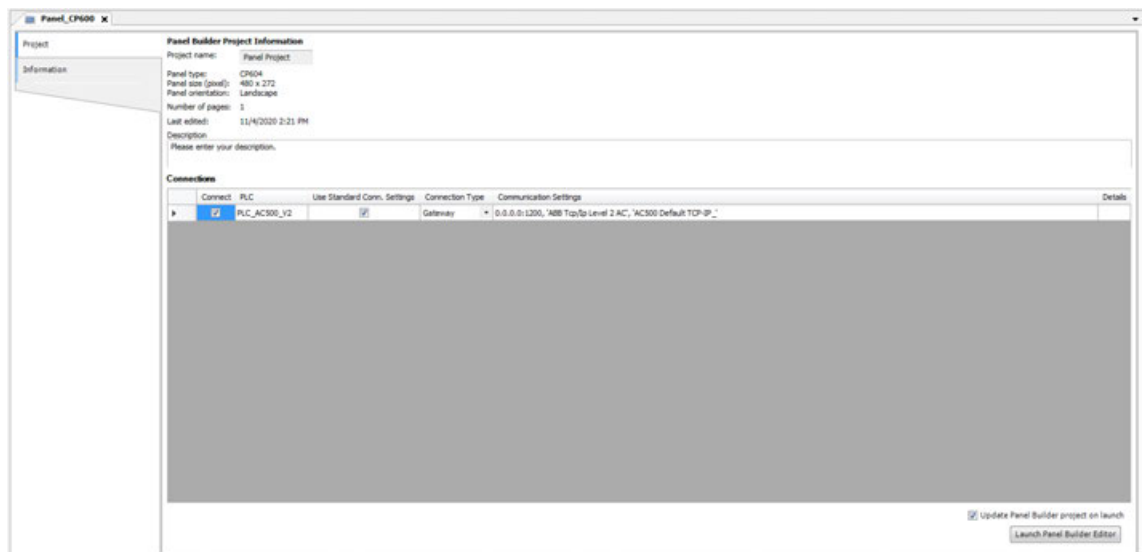 Panel_CP600 x
Project
Information
Panel Builder Project Information
Project name: Panel Project
Panel type: CP604
Panel size (pixel): 480 x 272
Panel orientation: Landscape
Number of pages: 1
Last edited: 11/4/2020 2:21 PM
Description
Please enter your description.
Connections
Connect PLC Use Standard Conn. Settings Connection Type Communication Settings Details
PLC_AC500_V2 Gateway 0.0.0.0:1200, 'ABB Tcp/Ip Level 2 AC', 'AC500 Default TCP-IP_'
Update Panel Builder project on launch
Launch Panel Builder Editor